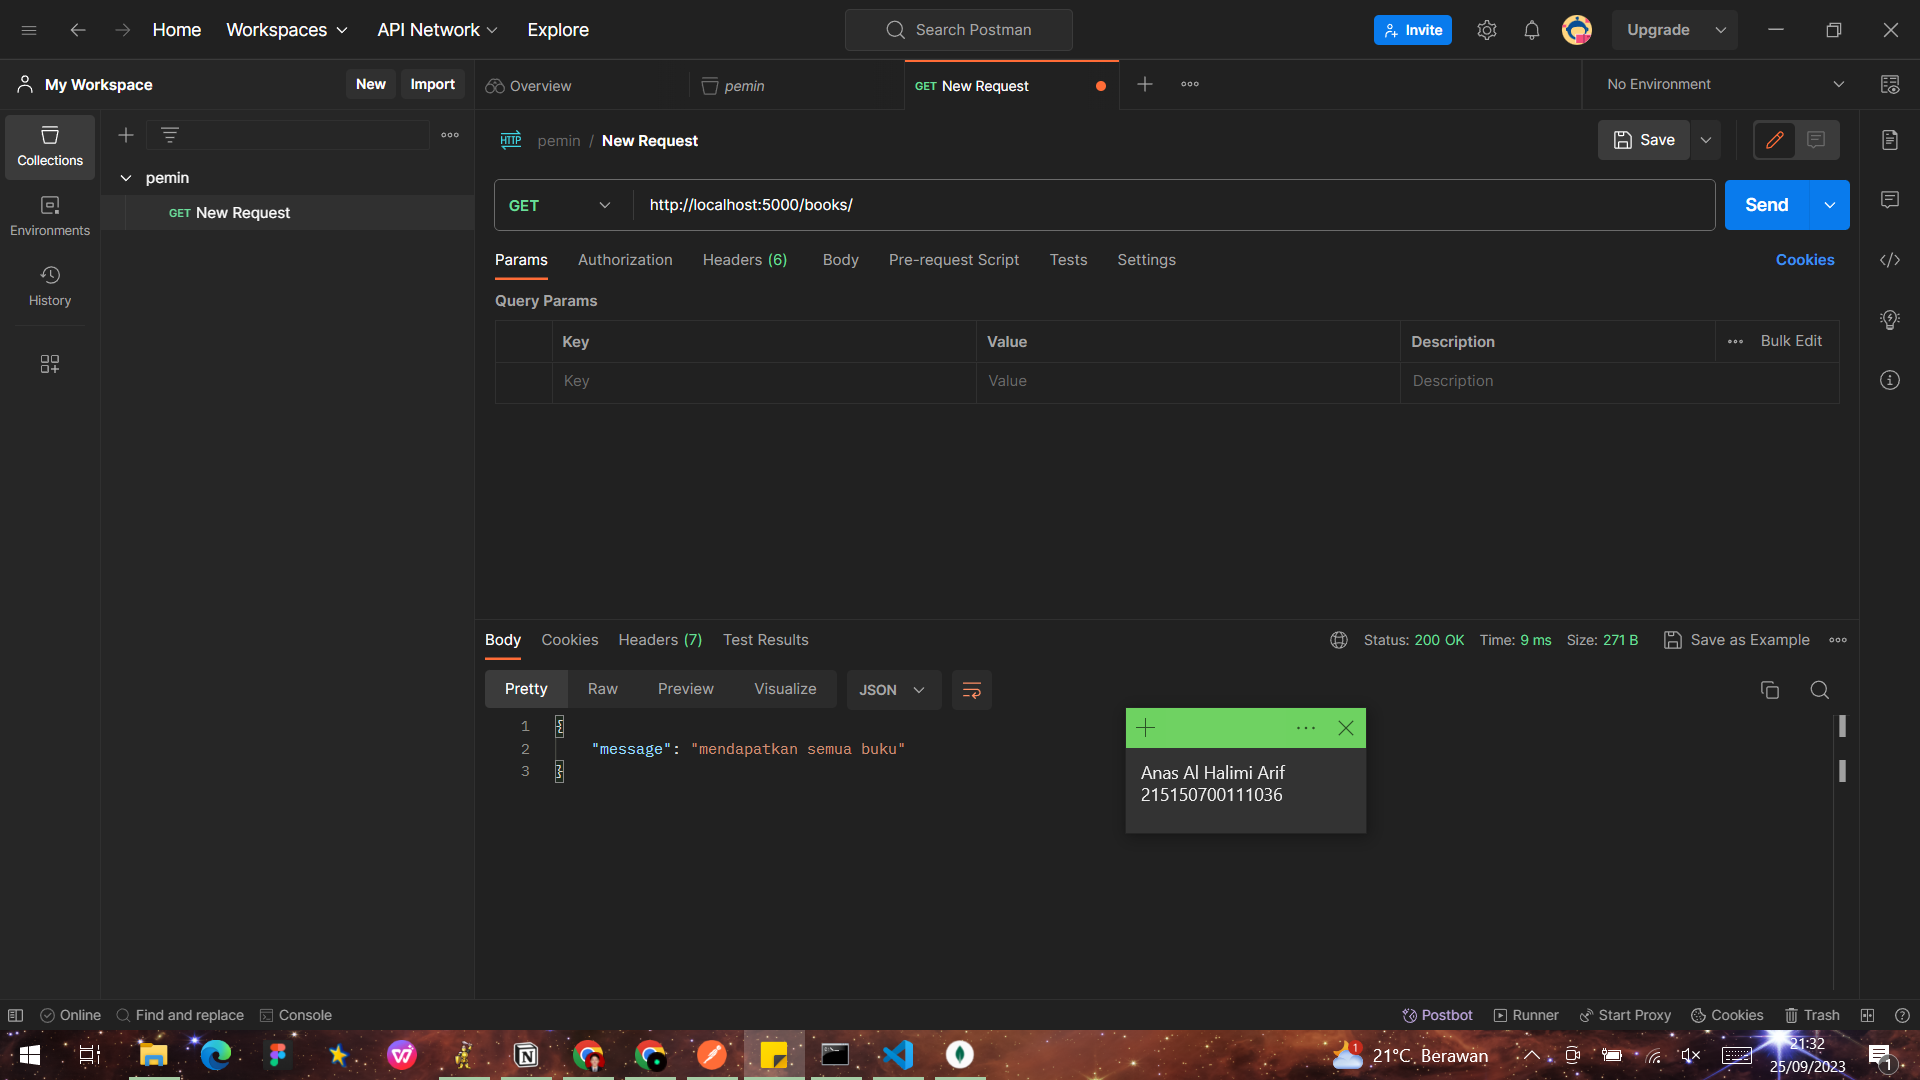 Home Workspaces API Network Explore Search Postman Invite Upgrade
My Workspace New Import Overview pemin GET New Request No Environment
Collections
Environments
History
pemin
GET New Request
HTTP pemin / New Request Save
GET http://localhost:5000/books/ Send
Params Authorization Headers (6) Body Pre-request Script Tests Settings Cookies
Query Params
Key Value Description Bulk Edit
Key Value Description
Body Cookies Headers (7) Test Results Status: 200 OK Time: 9 ms Size: 271 B Save as Example
Pretty Raw Preview Visualize JSON
1 {
2 "message": "mendapatkan semua buku"
3 }
Anas Al Halimi Arif
215150700111036
Online Find and replace Console Postbot Runner Start Proxy Cookies Trash
1 21°C Berawan 21:32
25/09/2023 1